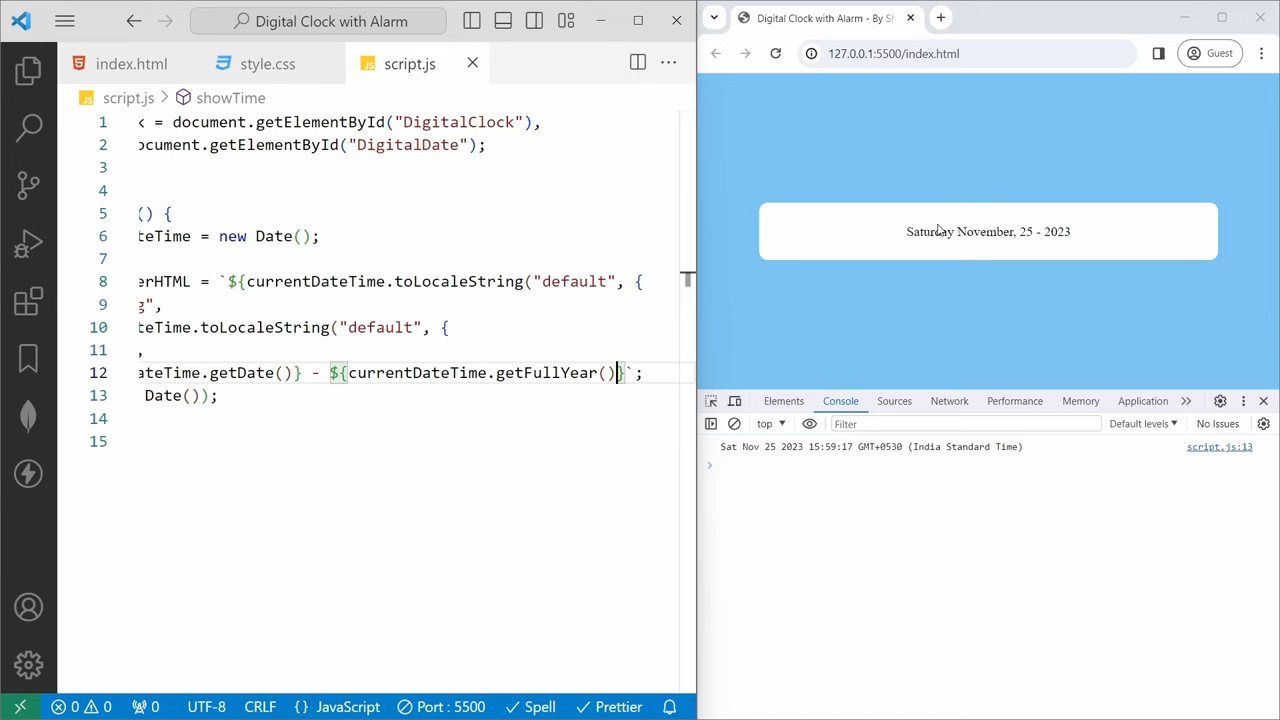 Digital Clock with Alarm
index.html
style.css
script.js
script.js > showTime
1 k = document.getElementById("DigitalClock"),
2 ocument.getElementById("DigitalDate");
3
4
5 () {
6 teTime = new Date();
7
8 erHTML = `${currentDateTime.toLocaleString("default", {
9 g",
10 teTime.toLocaleString("default", {
11 ,
12 ateTime.getDate()} - ${currentDateTime.getFullYear()}`;
13 Date());
14
15
0 0 0 UTF-8 CRLF {} JavaScript Port : 5500 Spell Prettier
Digital Clock with Alarm - By Sh
127.0.0.1:5500/index.html
Guest
Saturday November, 25 - 2023
Elements Console Sources Network Performance Memory Application
top Filter Default levels No Issues
Sat Nov 25 2023 15:59:17 GMT+0530 (India Standard Time) script.js:13